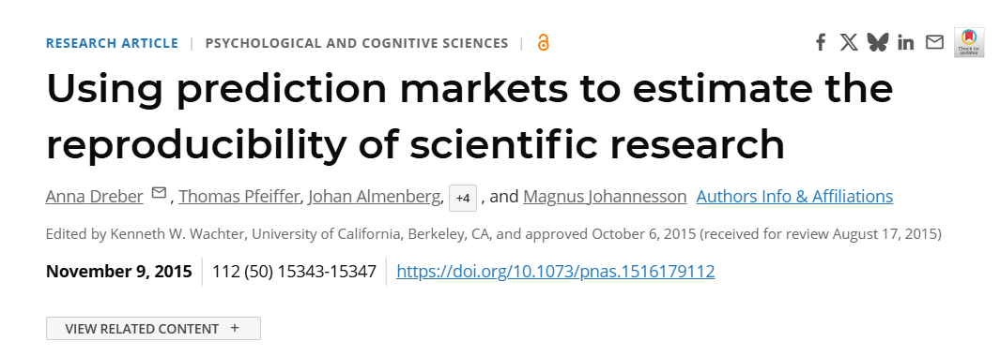 RESEARCH ARTICLE | PSYCHOLOGICAL AND COGNITIVE SCIENCES |
Check for updates
Using prediction markets to estimate the
reproducibility of scientific research
Anna Dreber , Thomas Pfeiffer, Johan Almenberg, +4 , and Magnus Johannesson Authors Info & Affiliations
Edited by Kenneth W. Wachter, University of California, Berkeley, CA, and approved October 6, 2015 (received for review August 17, 2015)
November 9, 2015 | 112 (50) 15343-15347 | https://doi.org/10.1073/pnas.1516179112
VIEW RELATED CONTENT +